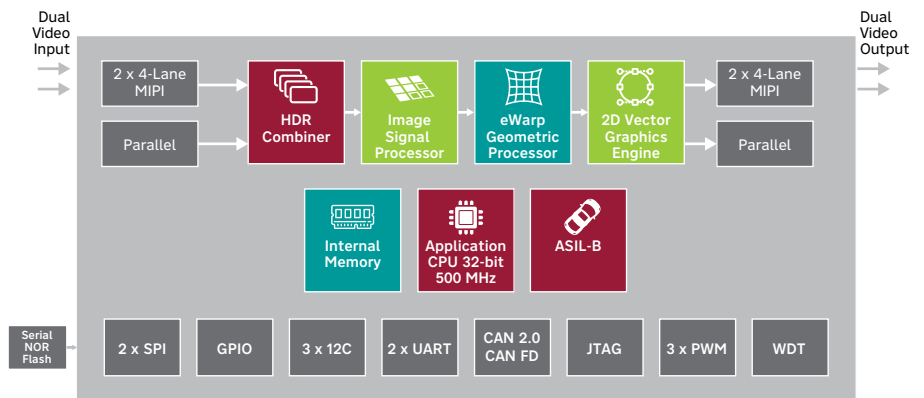 Dual
Video
Input
Dual
Video
Output
2 x 4-Lane
MIPI
Parallel
HDR
Combiner
Image
Signal
Processor
eWarp
Geometric
Processor
2D Vector
Graphics
Engine
2 x 4-Lane
MIPI
Parallel
Internal
Memory
Application
CPU 32-bit
500 MHz
ASIL-B
Serial
NOR
Flash
2 x SPI
GPIO
3 x 12C
2 x UART
CAN 2.0
CAN FD
JTAG
3 x PWM
WDT